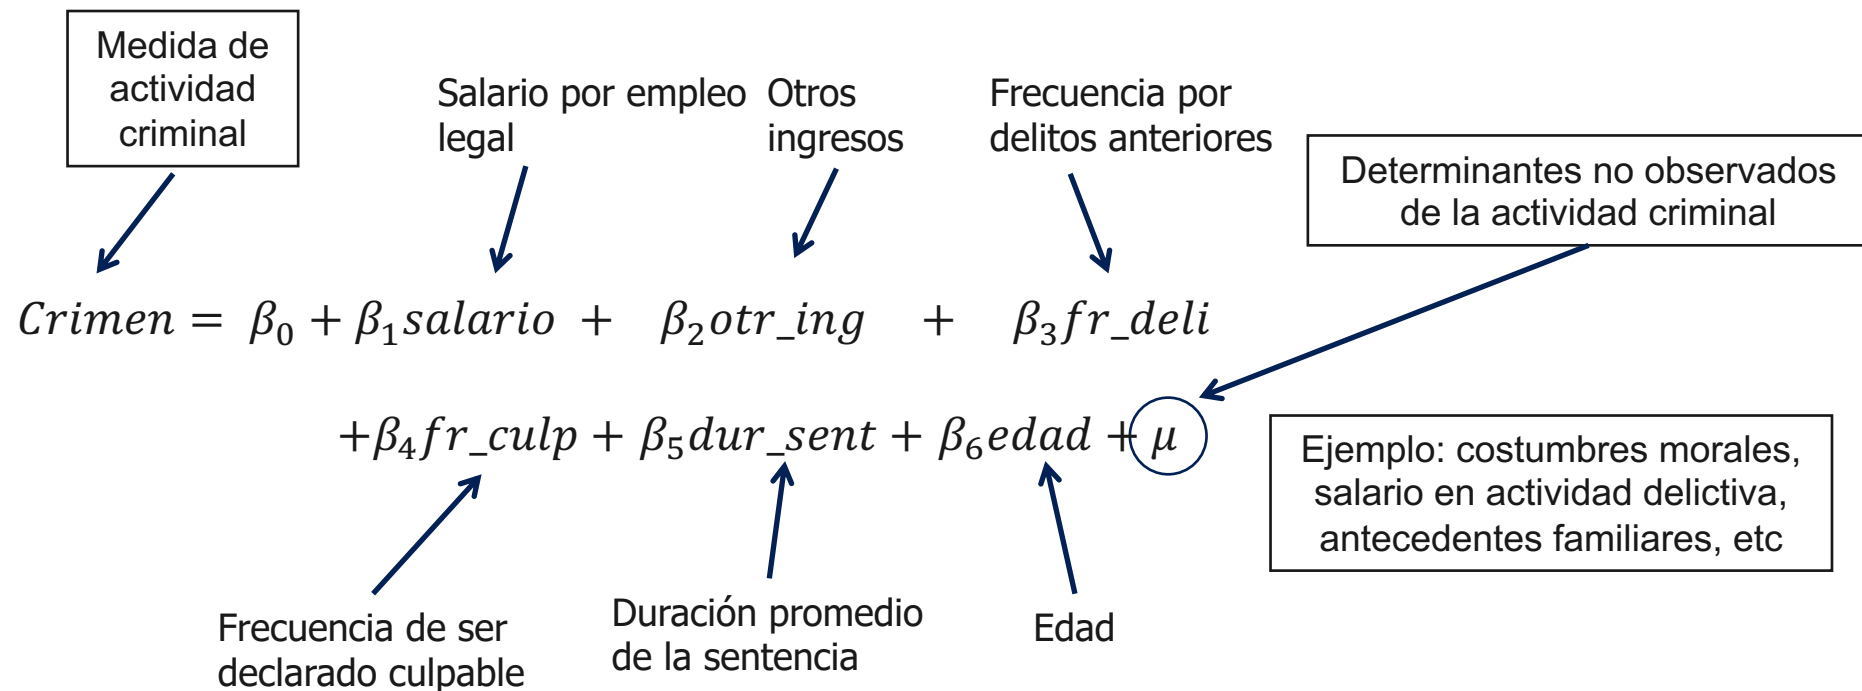 Medida de
actividad
criminal
Salario por empleo
legal
Otros
ingresos
Frecuencia por
delitos anteriores
Determinantes no observados
de la actividad criminal
Crimen = β₀ + β₁salario + β₂otr_ing + β₃fr_deli
+β₄fr_culp + β₅dur_sent + β₆edad + μ
Ejemplo: costumbres morales,
salario en actividad delictiva,
antecedentes familiares, etc
Frecuencia de ser
declarado culpable
Duración promedio
de la sentencia
Edad